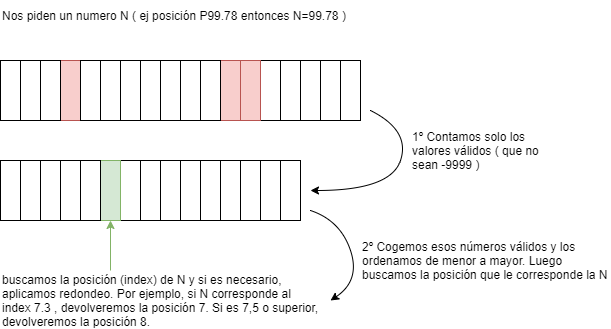 Nos piden un numero N ( ej posición P99.78 entonces N=99.78 )
1º Contamos solo los
valores válidos ( que no
sean -9999 )
2º Cogemos esos números válidos y los
ordenamos de menor a mayor. Luego
buscamos la posición que le corresponde la N
buscamos la posición (index) de N y si es necesario,
aplicamos redondeo. Por ejemplo, si N corresponde al
index 7.3 , devolveremos la posición 7. Si es 7,5 o superior,
devolveremos la posición 8.